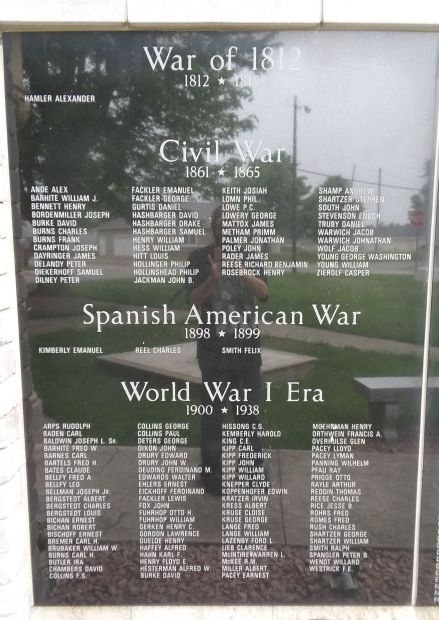 War of 1812
1812 ★ 1815
HAMLER ALEXANDER
Civil War
1861 ★ 1865
ANDE ALEX
BARHITE WILLIAM J.
BENNETT HENRY
BORDENMILLER JOSEPH
BURKE DAVID
BURNS CHARLES
BURNS FRANK
CRAMPTON JOSEPH
DAYRINGER JAMES
DELANDY PETER
DIEKERHOFF SAMUEL
DILNEY PETER
FACKLER EMANUEL
FACKLER GEORGE
GURTIS DANIEL
HASHBARGER DAVID
HASHBARGER DRAKE
HASHBARGER SAMUEL
HENRY WILLIAM
HESS WILLIAM
HITT LOUIS
HOLLINGER PHILIP
HOLLINSHEAD PHILIP
JACKMAN JOHN B.
KEITH JOSIAH
LOMN PHIL
LOWE P.C.
LOWERY GEORGE
MATTOX JAMES
METHAM PRIMM
PALMER JONATHAN
POLEY JOHN
RADER JAMES
REESE RICHARD BENJAMIN
ROSEBROCK HENRY
SHAMP ANDREW
SHARTZER STEPHEN
SOUTH JOHN
STEVENSON ENOCH
TRUBY DANIEL
WARWICH JACOB
WARWICH JOHNATHAN
WOLF JACOB
YOUNG GEORGE WASHINGTON
YOUNG WILLIAM
ZIEROLF CASPER
Spanish American War
1898 ★ 1899
KIMBERLY EMANUEL
REEL CHARLES
SMITH FELIX
World War I Era
1900 ★ 1938
ARPS RUDOLPH
BADEN CARL
BALDWIN JOSEPH L. SR.
BARHITE FRED W.
BARNES CARL
BARTELS FRED H.
BATES CLAUDE
BELLFY FRED A.
BELLFY LEO
BELLMAN JOSEPH JR.
BERGSTEDT ALBERT
BERGSTEDT CHARLES
BERGSTEDT LOUIS
BICHAN ERNEST
BICHAN ROBERT
BISCHOFF ERNEST
BREMER CARL H.
BRUBAKER WILLIAM W.
BURNS CARL H.
BUTLER IRA
CHAMBERS DAVID
COLLINS F.S.
COLLINS GEORGE
COLLINS PAUL
DETERS GEORGE
DIXON JOHN
DRURY EDWARD
DRURY JOHN W.
DEUDING FERDINAND M.
EDWARDS WALTER
EHLERS ERNEST
EICKHOFF FERDINAND
FACKLER LEWIS
FOX JOHN
FUHRHOP OTTO H.
FUHRHOP WILLIAM
GERKEN HENRY C.
GORDON LAWRENCE
GUELDE HENRY
HAFFEY ALFRED
HAHN KARL F.
HENRY FLOYD E.
HESTERMAN ALFRED W.
BURKE DAVID
HISSONG C.G.
KEMBERLY HAROLD
KING C.E.
KIPP CARL
KIPP FREDERICK
KIPP JOHN
KIPP WILLIAM
KIPP WILLARD
KNEPPER CLYDE
KOPPENHOFER EDWIN
KRATZER IRVIN
KRESS ALBERT
KRUSE CLOISE
KRUSE GEORGE
LANGE FRED
LANGE WILLIAM
LAZENBY FORD L.
LIEB CLARENCE
McINTIRE WARREN L.
McKEE R.M.
MILLER ALBERT
PACEY EARNEST
MOEHRMAN HENRY
ORTHWEIN FRANCIS A.
OVERHULSE GLEN
PACEY LLOYD
PACEY LYMAN
PANNING WILHELM
PFAU RAY
PRIGGE OTTO
RAYLE ARTHUR
REDDIN THOMAS
REESE CHARLES
RICE JESSE B.
ROHRS FRED
ROMES FRED
RUSH CHARLES
SHARTZER GEORGE
SHARTZER WILLIAM
SMITH RALPH
SPANGLER PETER B.
WENDT WILLARD
WESTRICK F.E.